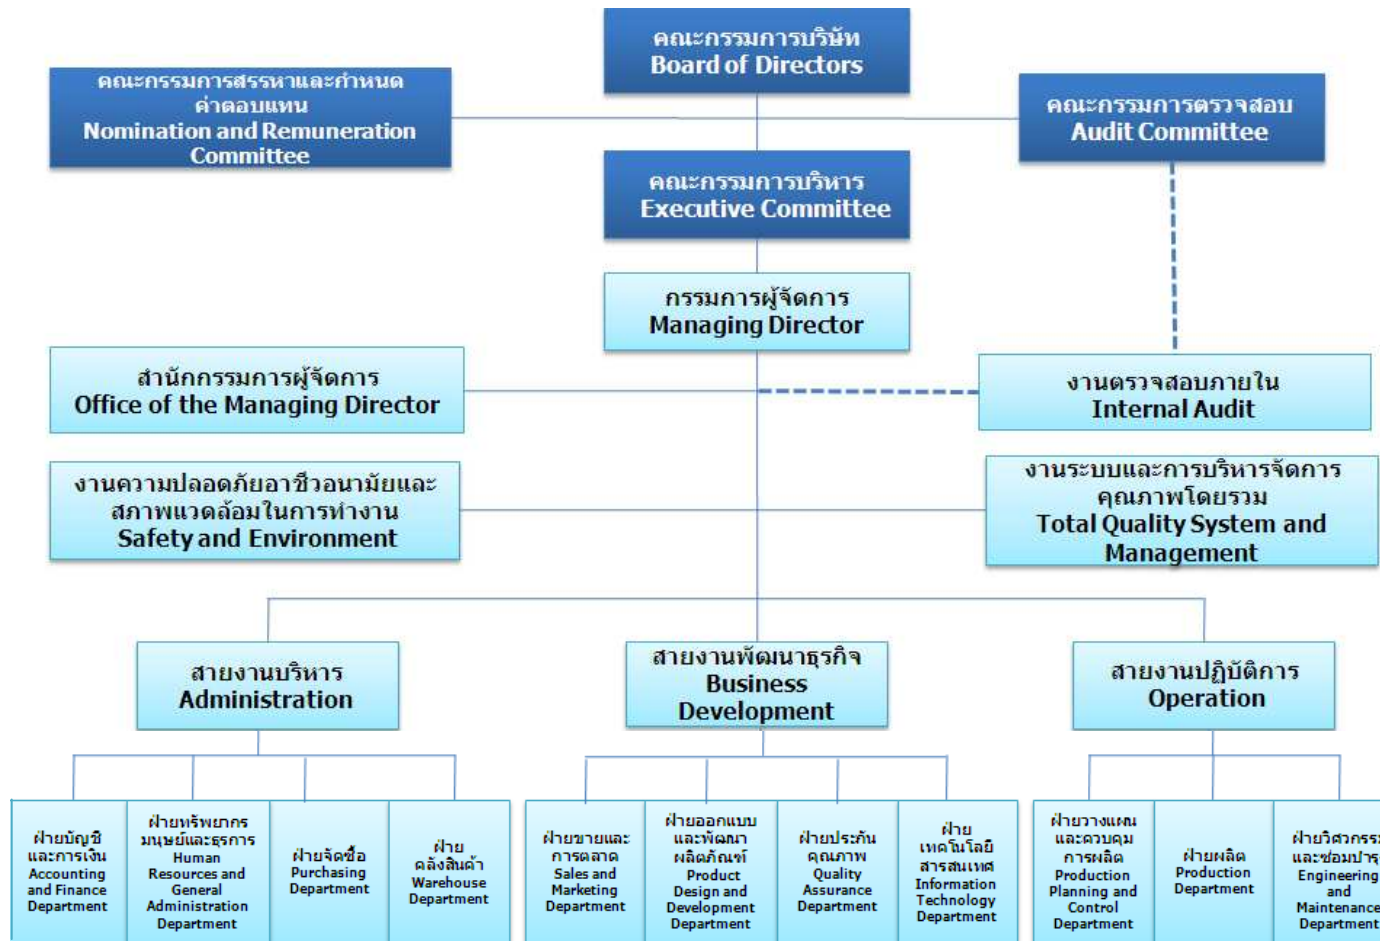 คณะกรรมการบริษัท
Board of Directors
คณะกรรมการสรรหาและกำหนด
ค่าตอบแทน
Nomination and Remuneration
Committee
คณะกรรมการตรวจสอบ
Audit Committee
คณะกรรมการบริหาร
Executive Committee
กรรมการผู้จัดการ
Managing Director
สำนักกรรมการผู้จัดการ
Office of the Managing Director
งานตรวจสอบภายใน
Internal Audit
งานความปลอดภัยอาชีวอนามัยและ
สภาพแวดล้อมในการทำงาน
Safety and Environment
งานระบบและการบริหารจัดการ
คุณภาพโดยรวม
Total Quality System and
Management
สายงานบริหาร
Administration
สายงานพัฒนาธุรกิจ
Business
Development
สายงานปฏิบัติการ
Operation
ฝ่ายบัญชี
และการเงิน
Accounting
and Finance
Department
ฝ่ายทรัพยากร
มนุษย์และธุรการ
Human
Resources and
General
Administration
Department
ฝ่ายจัดซื้อ
Purchasing
Department
ฝ่าย
คลังสินค้า
Warehouse
Department
ฝ่ายขายและ
การตลาด
Sales and
Marketing
Department
ฝ่ายออกแบบ
และพัฒนา
ผลิตภัณฑ์
Product
Design and
Development
Department
ฝ่ายประกัน
คุณภาพ
Quality
Assurance
Department
ฝ่าย
เทคโนโลยี
สารสนเทศ
Information
Technology
Department
ฝ่ายวางแผน
และควบคุม
การผลิต
Production
Planning and
Control
Department
ฝ่ายผลิต
Production
Department
ฝ่ายวิศวกรรม
และซ่อมบำรุง
Engineering
and
Maintenance
Department